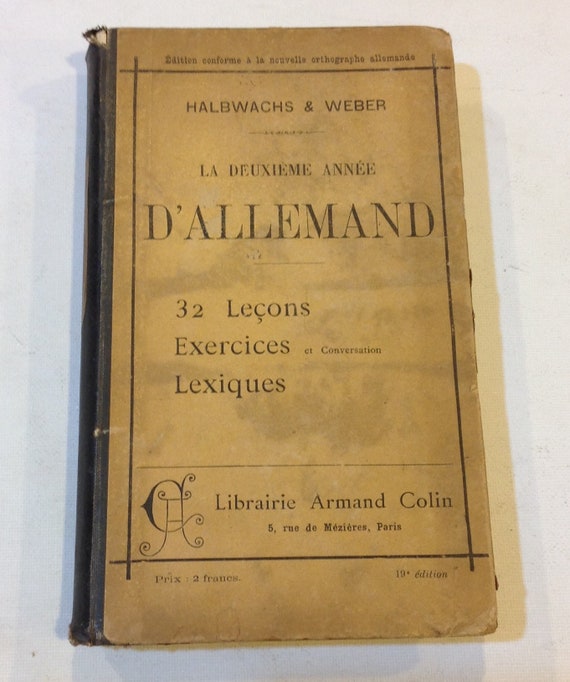 Édition conforme à la nouvelle orthographe allemande
HALBWACHS & WEBER
LA DEUXIÈME ANNÉE
D'ALLEMAND
32 Leçons
Exercices et Conversation
Lexiques
Librairie Armand Colin
5, rue de Mézières, Paris
Prix : 2 francs.
19e édition